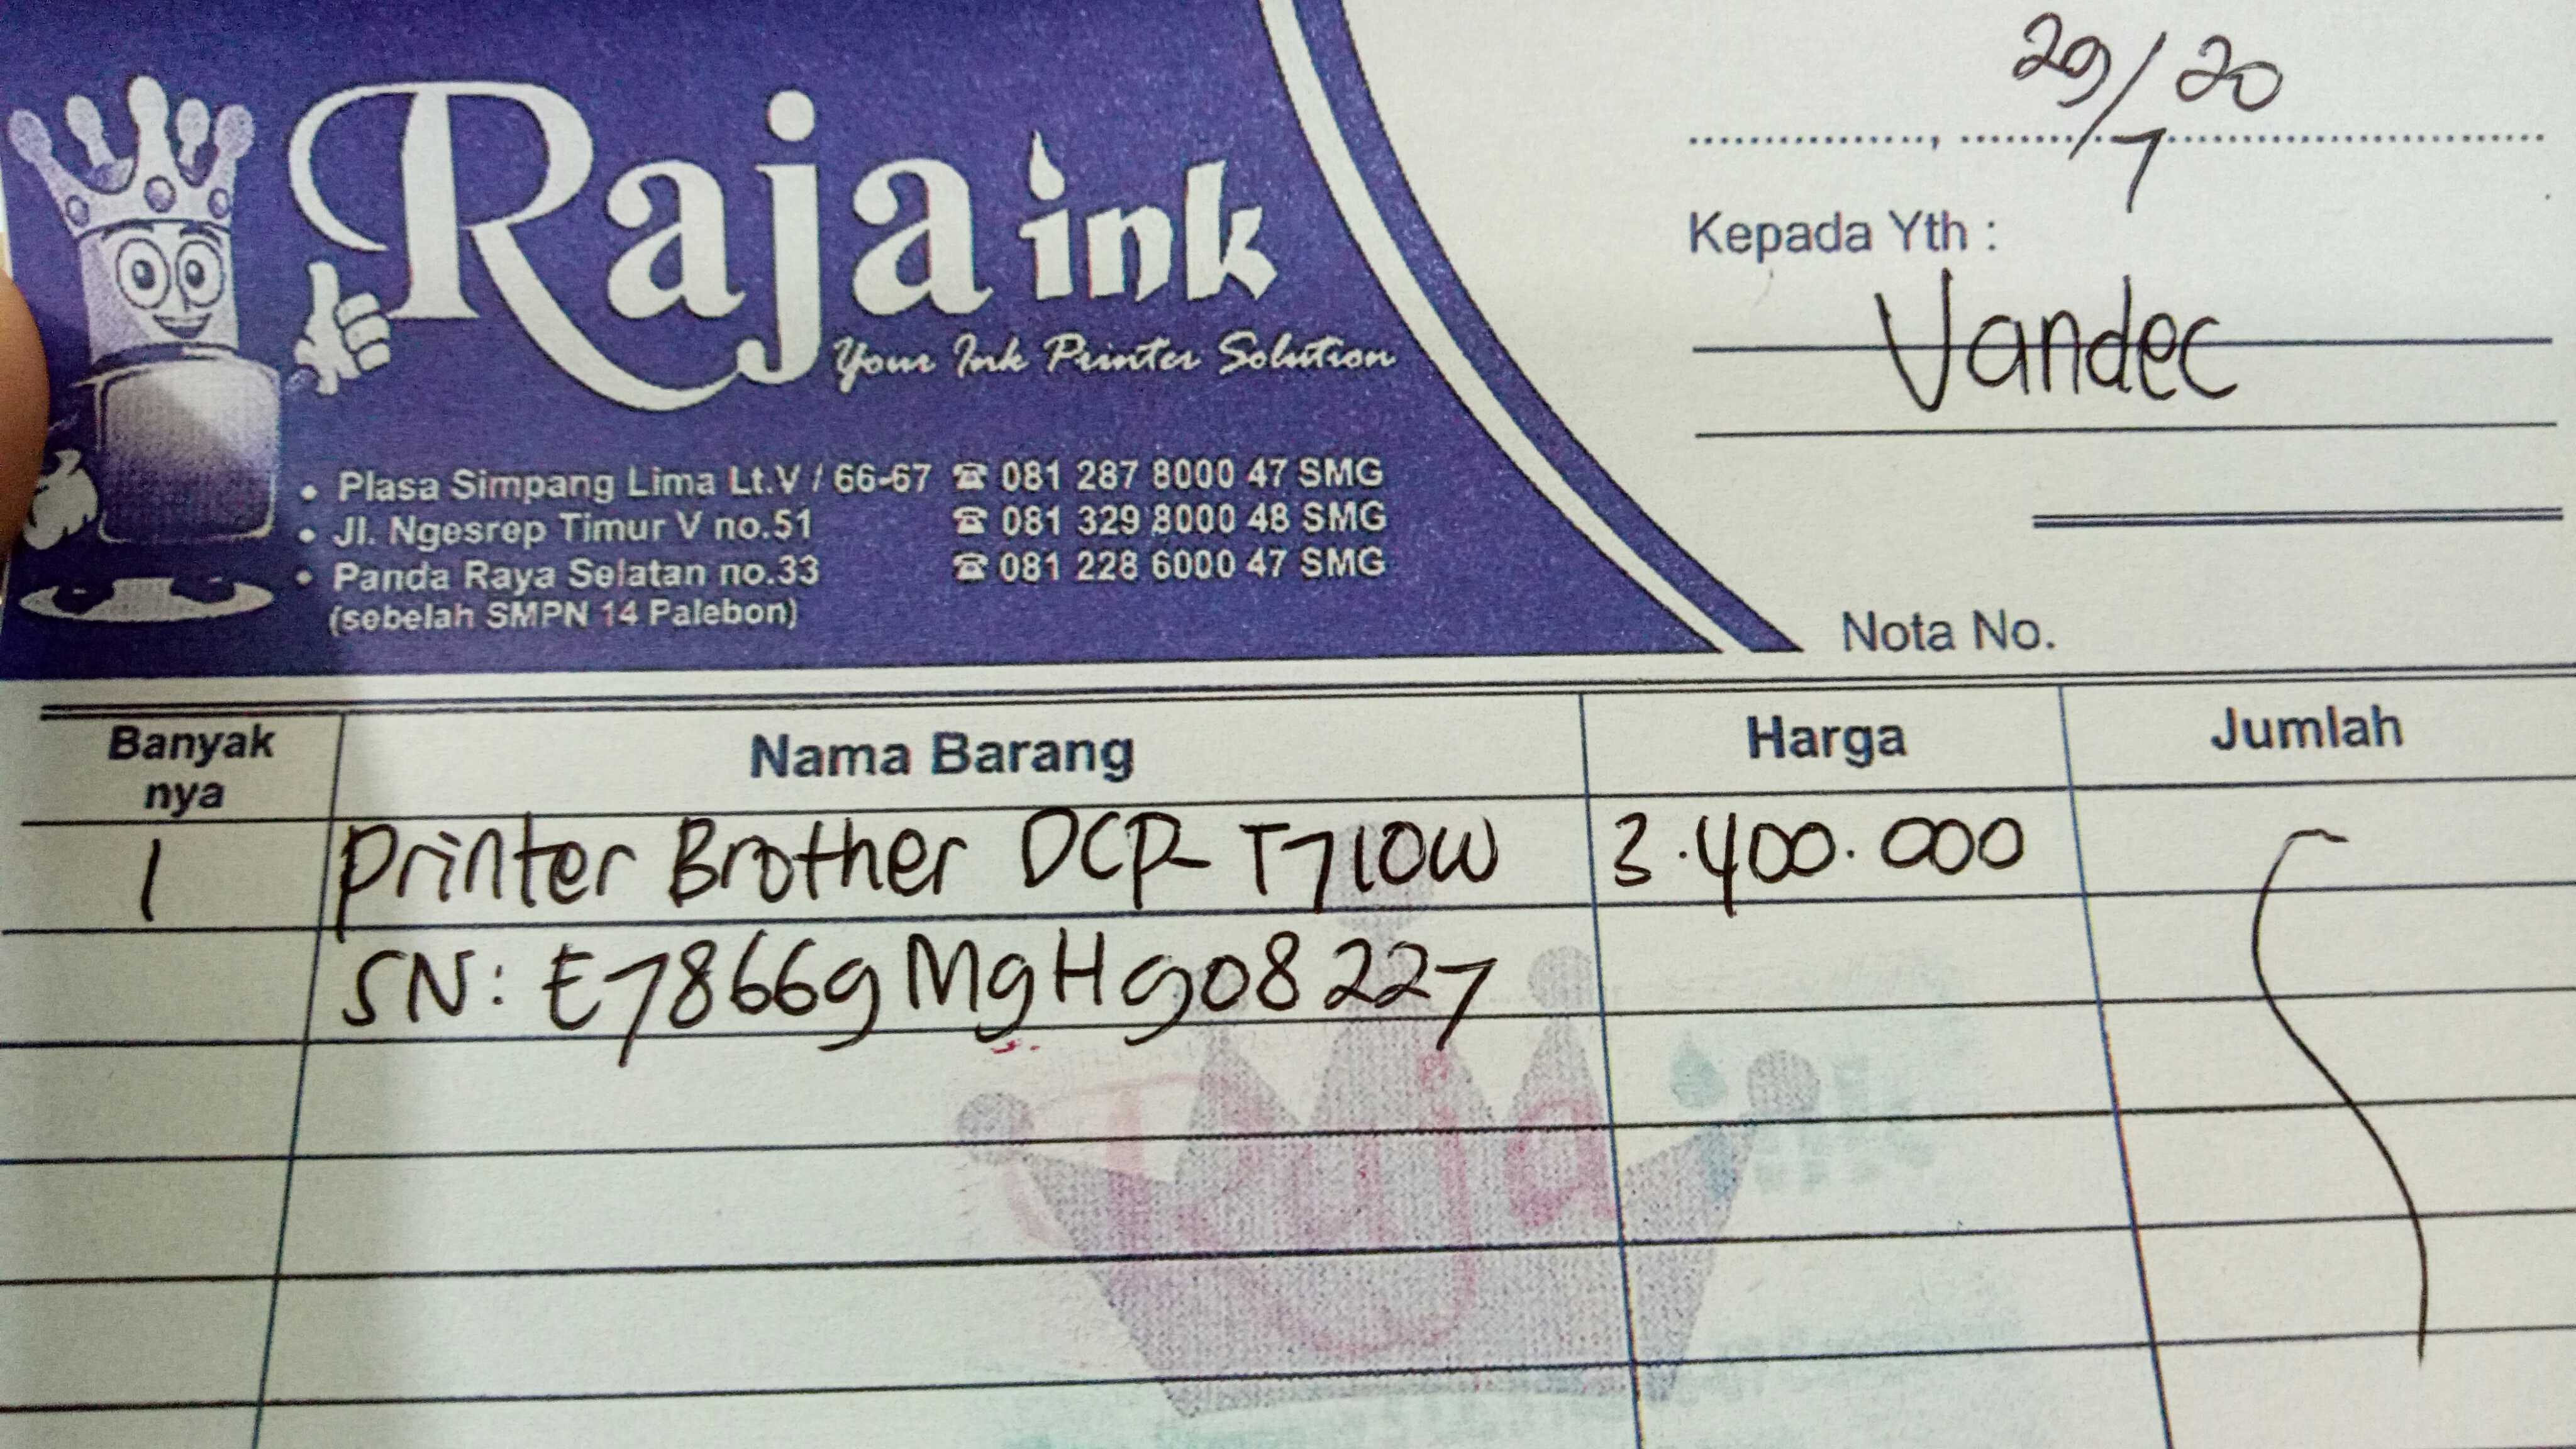 Raja ink
Your Ink Printer Solution
• Plasa Simpang Lima Lt.V / 66-67 ☎ 081 287 8000 47 SMG
• Jl. Ngesrep Timur V no.51 ☎ 081 329 8000 48 SMG
• Panda Raya Selatan no.33 ☎ 081 228 6000 47 SMG
(sebelah SMPN 14 Palebon)
29/7 20
Kepada Yth :
Vandec
Nota No.
Banyak nya Nama Barang Harga Jumlah
1 Printer Brother DCP-T710W 3.400.000
SN: E78669M9H908227
Raja